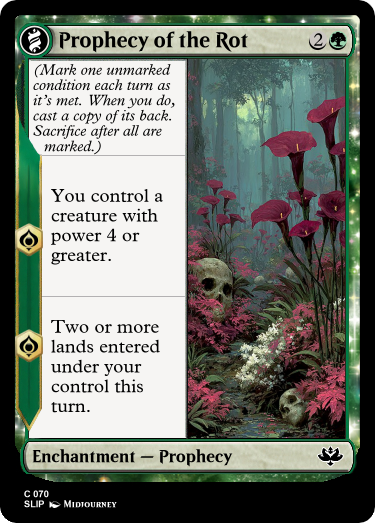 Prophecy of the Rot 2
(Mark one unmarked
condition each turn as
it's met. When you do,
cast a copy of its back.
Sacrifice after all are
marked.)
You control a
creature with
power 4 or
greater.
Two or more
lands entered
under your
control this
turn.
Enchantment — Prophecy
C 070
SLIP Midjourney